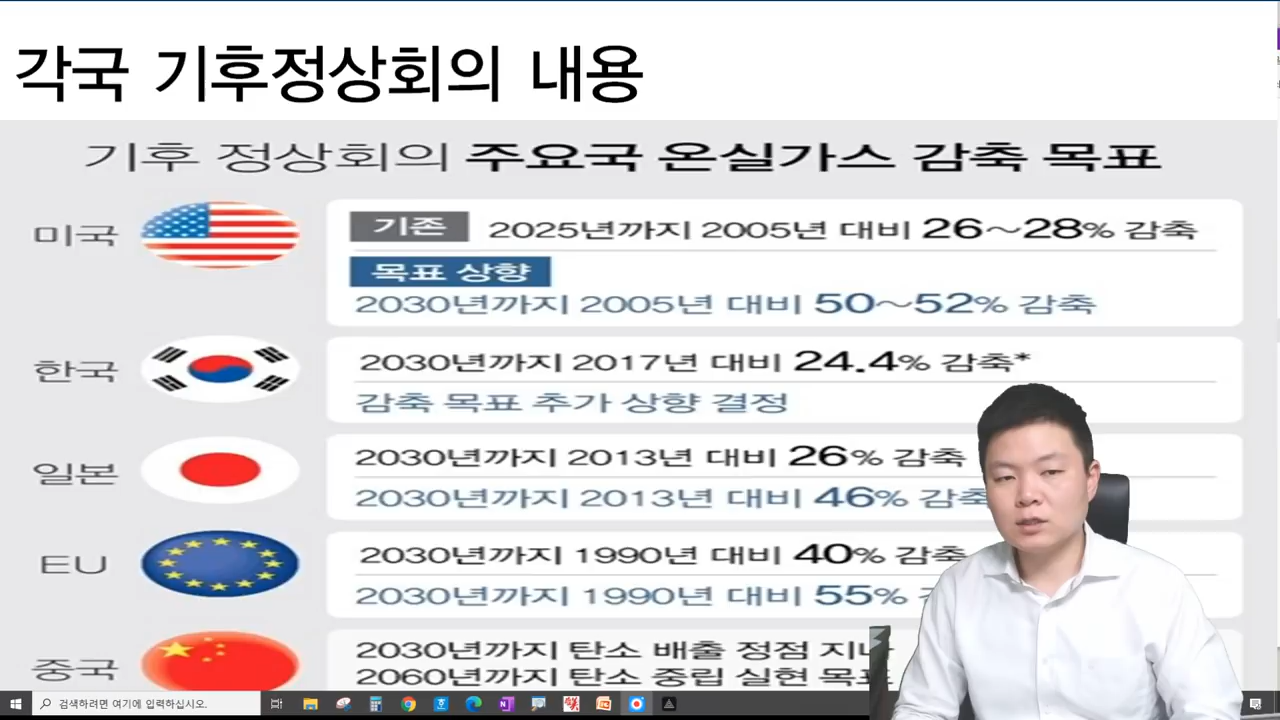 각국 기후정상회의 내용
기후 정상회의 주요국 온실가스 감축 목표
미국
기존 2025년까지 2005년 대비 26~28% 감축
목표 상향
2030년까지 2005년 대비 50~52% 감축
한국
2030년까지 2017년 대비 24.4% 감축*
감축 목표 추가 상향 결정
일본
2030년까지 2013년 대비 26% 감축
2030년까지 2013년 대비 46% 감축
EU
2030년까지 1990년 대비 40% 감축
2030년까지 1990년 대비 55%
중국
2030년까지 탄소 배출 정점
2060년까지 탄소 중립 실현 목표
검색하려면 여기에 입력하십시오.